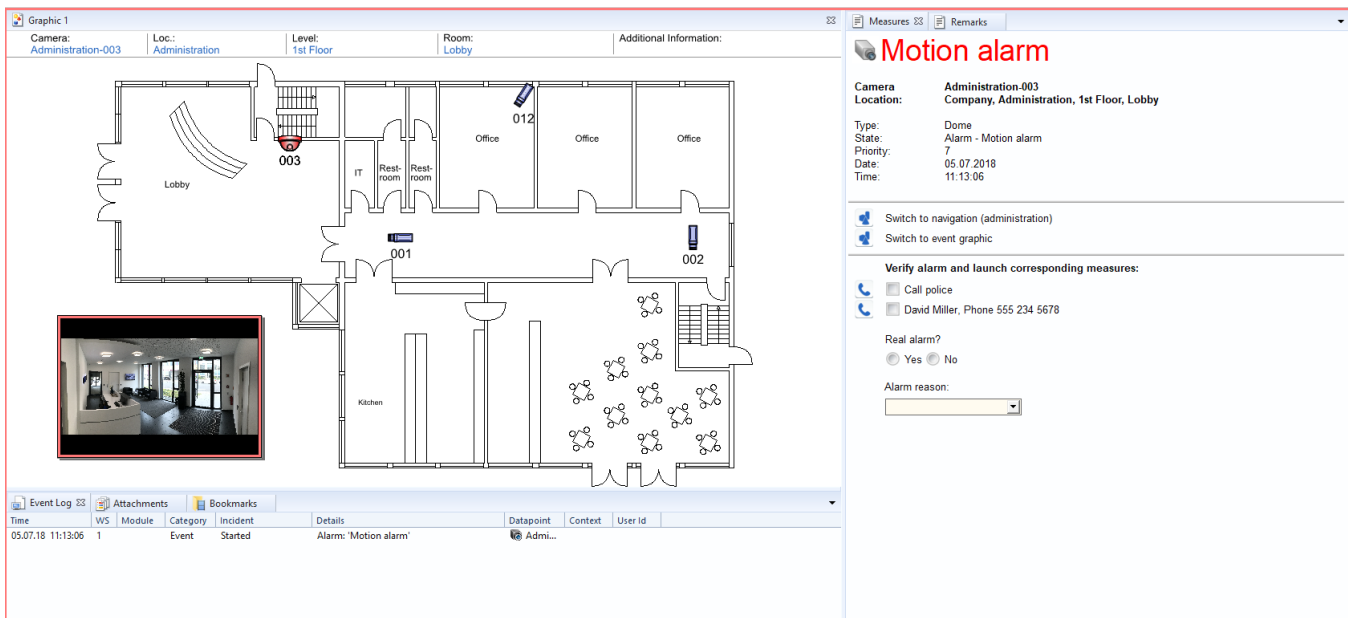 Graphic 1
Camera: Loc.: Level: Room: Additional Information:
Administration-003 Administration 1st Floor Lobby
012
Office Office Office
003
IT
Rest-
room
Rest-
room
Lobby
001
002
Kitchen
Event Log Attachments Bookmarks
Time WS Module Category Incident Details Datapoint Context User Id
05.07.18 11:13:06 1 Event Started Alarm: 'Motion alarm' Admi...
Measures Remarks
Motion alarm
Camera Administration-003
Location: Company, Administration, 1st Floor, Lobby
Type: Dome
State: Alarm - Motion alarm
Priority: 7
Date: 05.07.2018
Time: 11:13:06
Switch to navigation (administration)
Switch to event graphic
Verify alarm and launch corresponding measures:
Call police
David Miller, Phone 555 234 5678
Real alarm?
Yes No
Alarm reason: